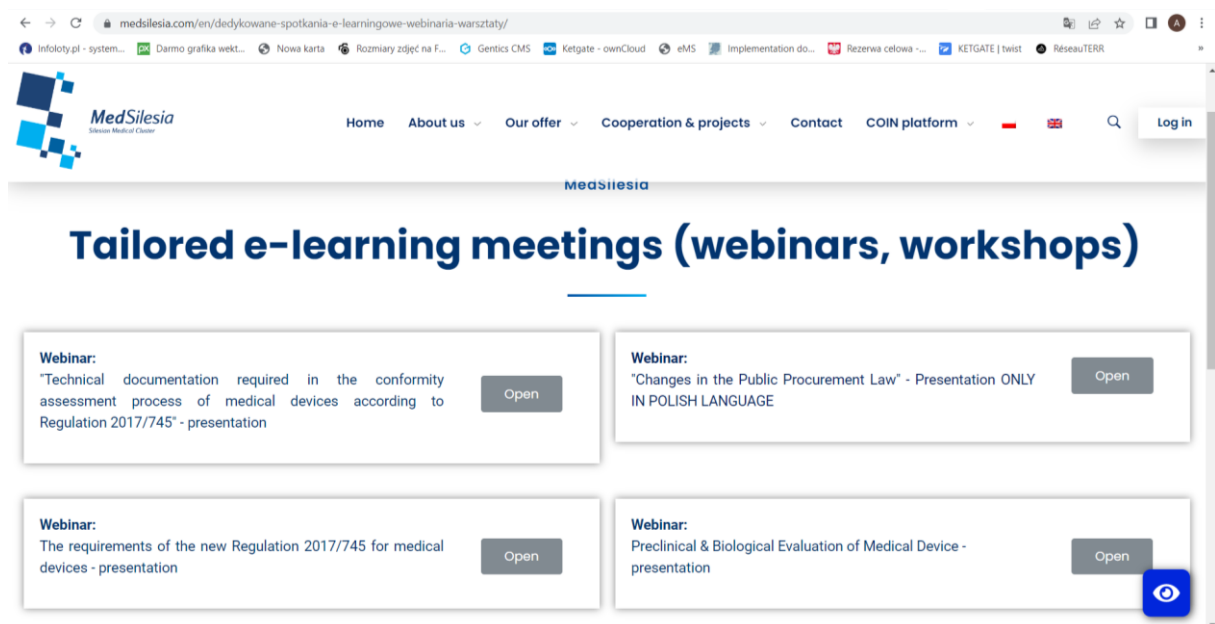 medsilesia.com/en/dedykowane-spotkania-e-learningowe-webinaria-warsztaty/
A
Infoloty.pl - system... Darmo grafika wekt... Nowa karta Rozmiary zdjęć na F... Gentics CMS Ketgate - ownCloud eMS Implementation do... Rezerwa celowa -... KETGATE | twist RéseauTERR »
MedSilesia
Silesian Medical Cluster
Home About us Our offer Cooperation & projects Contact COIN platform Log in
MedSilesia
Tailored e-learning meetings (webinars, workshops)
Webinar:
"Technical documentation required in the conformity
assessment process of medical devices according to
Regulation 2017/745" - presentation
Open
Webinar:
"Changes in the Public Procurement Law" - Presentation ONLY
IN POLISH LANGUAGE
Open
Webinar:
The requirements of the new Regulation 2017/745 for medical
devices - presentation
Open
Webinar:
Preclinical & Biological Evaluation of Medical Device -
presentation
Open